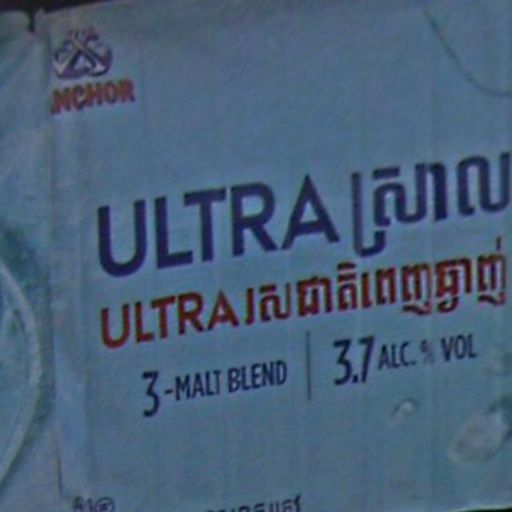 ANCHOR
ULTRA ស្រាល
ULTRA រសជាតិពេញឆ្ងាញ់
3-MALT BLEND 3.7 ALC. % VOL